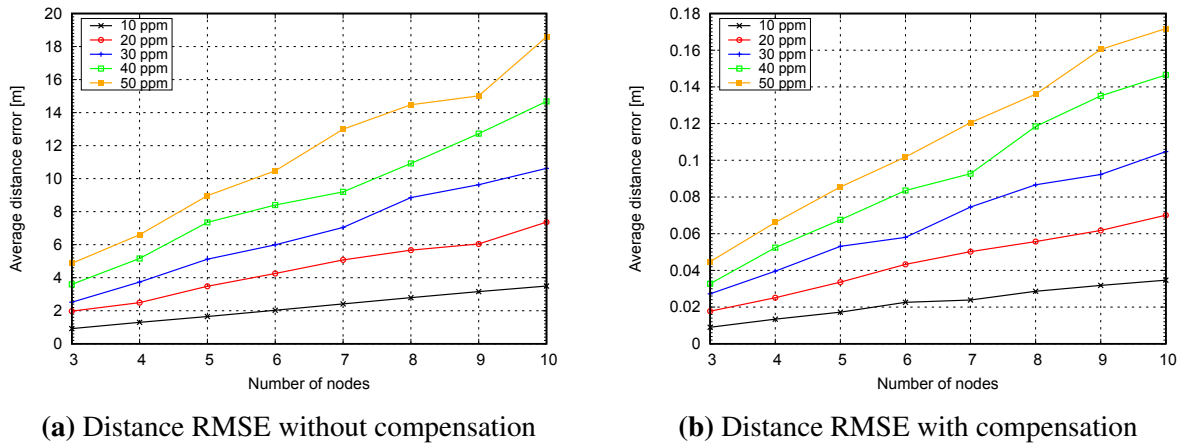 Average distance error [m]
20
18
16
14
12
10
8
6
4
2
0
10 ppm
20 ppm
30 ppm
40 ppm
50 ppm
3 4 5 6 7 8 9 10
Number of nodes
(a) Distance RMSE without compensation
Average distance error [m]
0.18
0.16
0.14
0.12
0.1
0.08
0.06
0.04
0.02
0
10 ppm
20 ppm
30 ppm
40 ppm
50 ppm
3 4 5 6 7 8 9 10
Number of nodes
(b) Distance RMSE with compensation